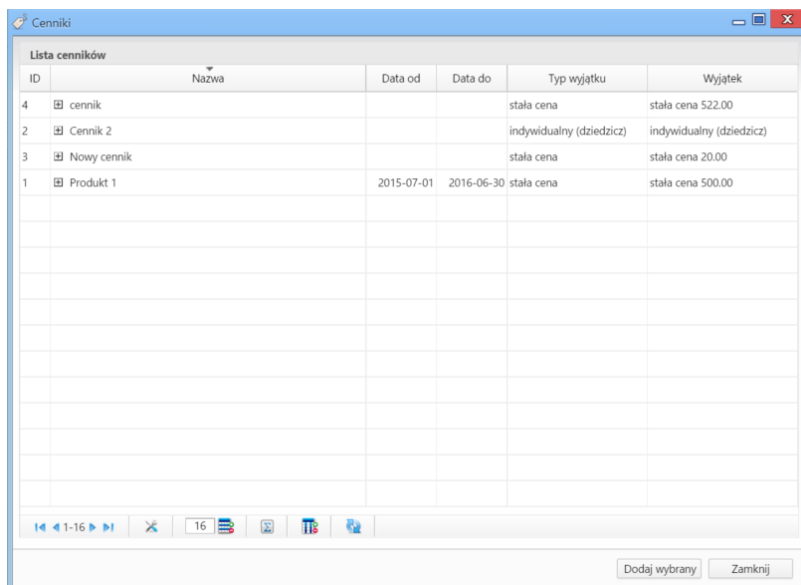 Cenniki
Lista cenników
ID Nazwa Data od Data do Typ wyjątku Wyjątek
4 cennik stała cena stała cena 522.00
2 Cennik 2 indywidualny (dziedzicz) indywidualny (dziedzicz)
3 Nowy cennik stała cena stała cena 20.00
1 Produkt 1 2015-07-01 2016-06-30 stała cena stała cena 500.00
1-16 16
Dodaj wybrany Zamknij